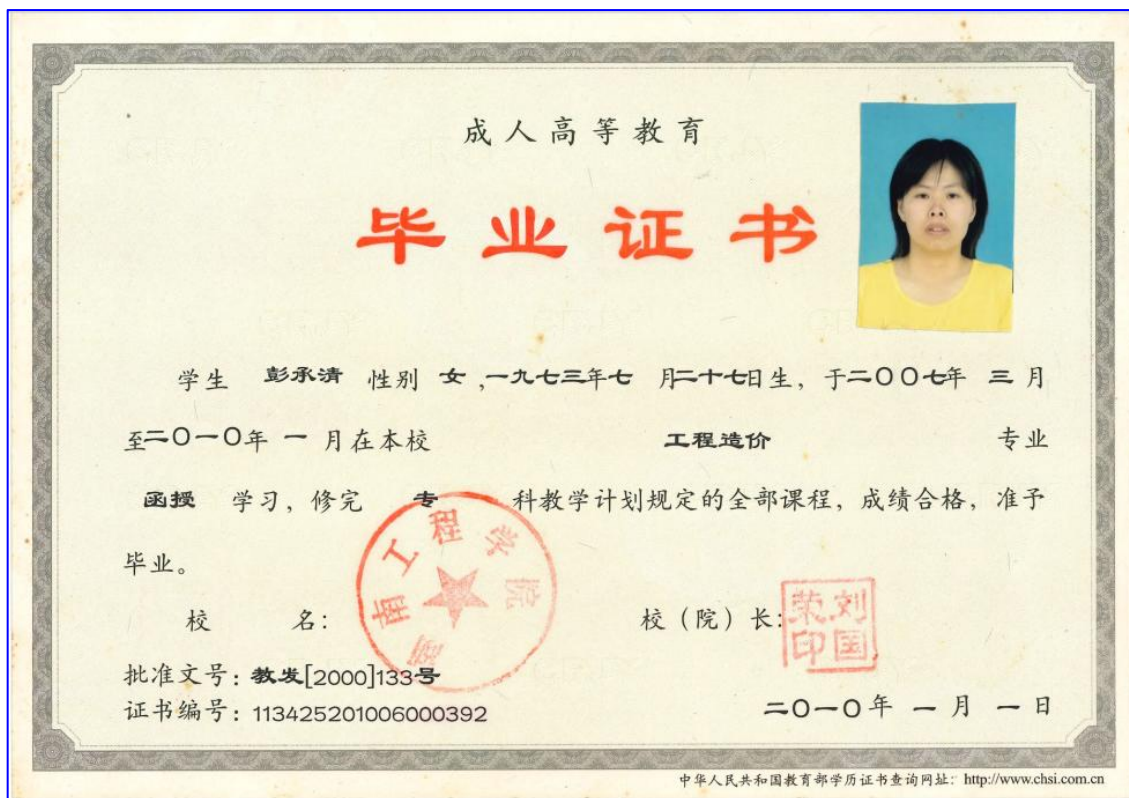 成人高等教育
毕业证书
学生 彭承清 性别 女,一九七三年七 月二十七日生，于二00七年 三 月
至二0一0年 一 月在本校 工程造价 专业
函授 学习，修完 专 科教学计划规定的全部课程，成绩合格，准予
毕业。
校 名：
湖南工程学院
校（院）长：
刘国荣印
批准文号：教发[2000]133号
证书编号：113425201006000392
二0一0年 一 月 一 日
中华人民共和国教育部学历证书查询网址：http://www.chsi.com.cn